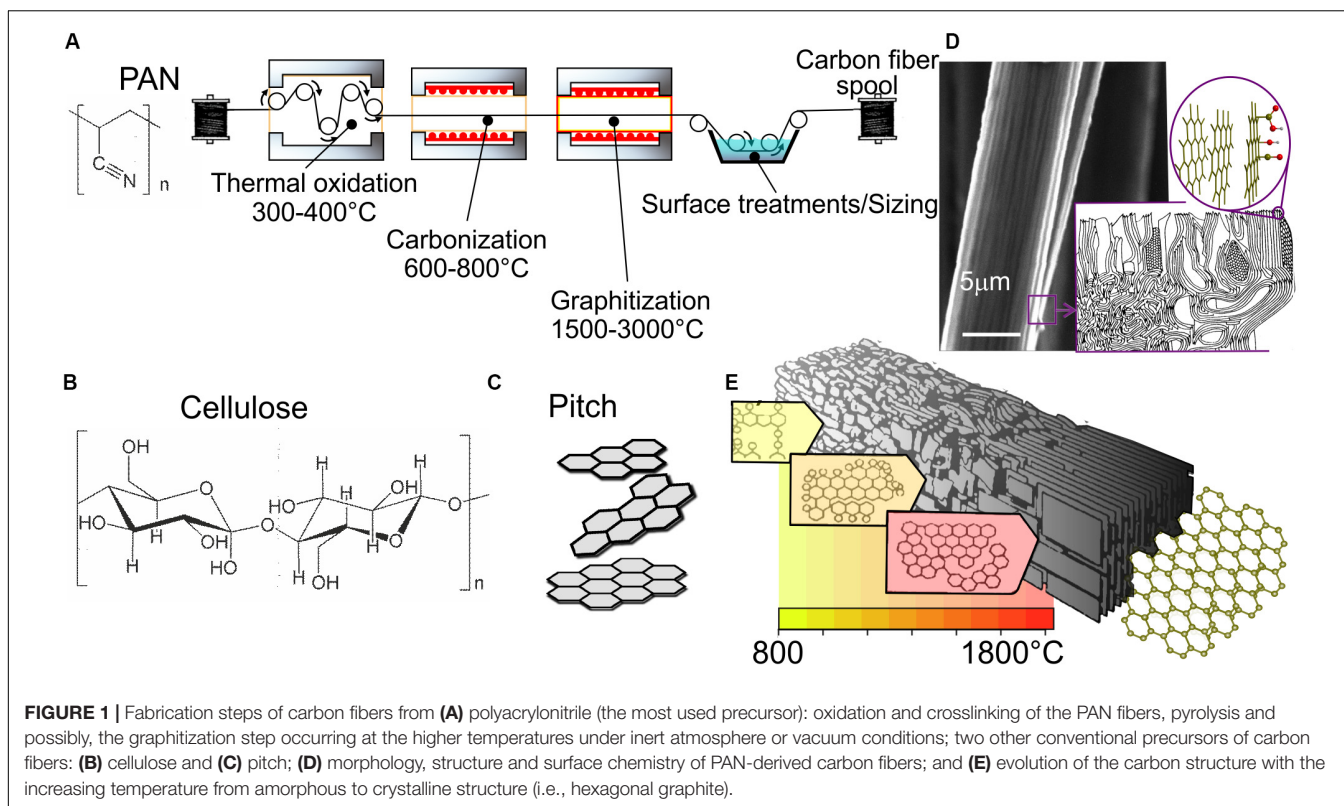 A
PAN
N
n
Thermal oxidation
300-400°C
Carbonization
600-800°C
Graphitization
1500-3000°C
Surface treatments/Sizing
Carbon fiber
spool
D
5μm
B
Cellulose
OH
O
HO
H
H
OH
HO
O
H
HO
H
H
OH
H
O
O
OH
n
C
Pitch
E
800
1800°C
FIGURE 1 | Fabrication steps of carbon fibers from (A) polyacrylonitrile (the most used precursor): oxidation and crosslinking of the PAN fibers, pyrolysis and
possibly, the graphitization step occurring at the higher temperatures under inert atmosphere or vacuum conditions; two other conventional precursors of carbon
fibers: (B) cellulose and (C) pitch; (D) morphology, structure and surface chemistry of PAN-derived carbon fibers; and (E) evolution of the carbon structure with the
increasing temperature from amorphous to crystalline structure (i.e., hexagonal graphite).